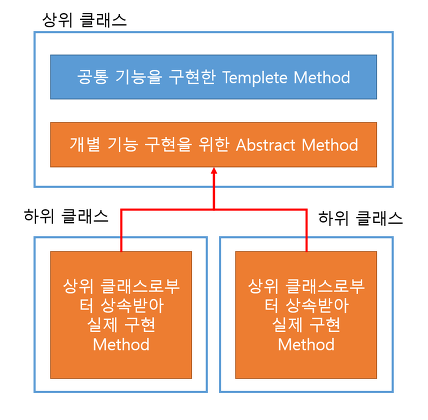 상위 클래스
공통 기능을 구현한 Templete Method
개별 기능 구현을 위한 Abstract Method
하위 클래스
하위 클래스
상위 클래스로부
터 상속받아
실제 구현
Method
상위 클래스로부
터 상속받아
실제 구현
Method